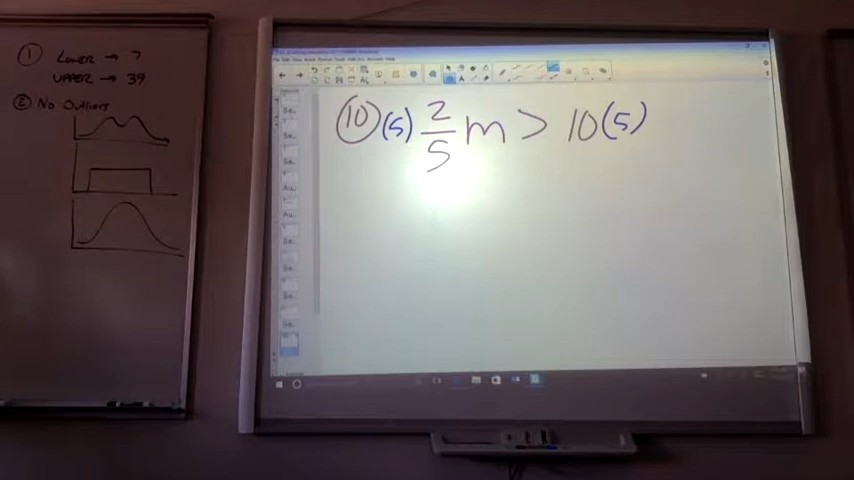 ① LOWER → 7
UPPER → 39
② No Outliers
⑩ (5) 2/5 m > 10(5)